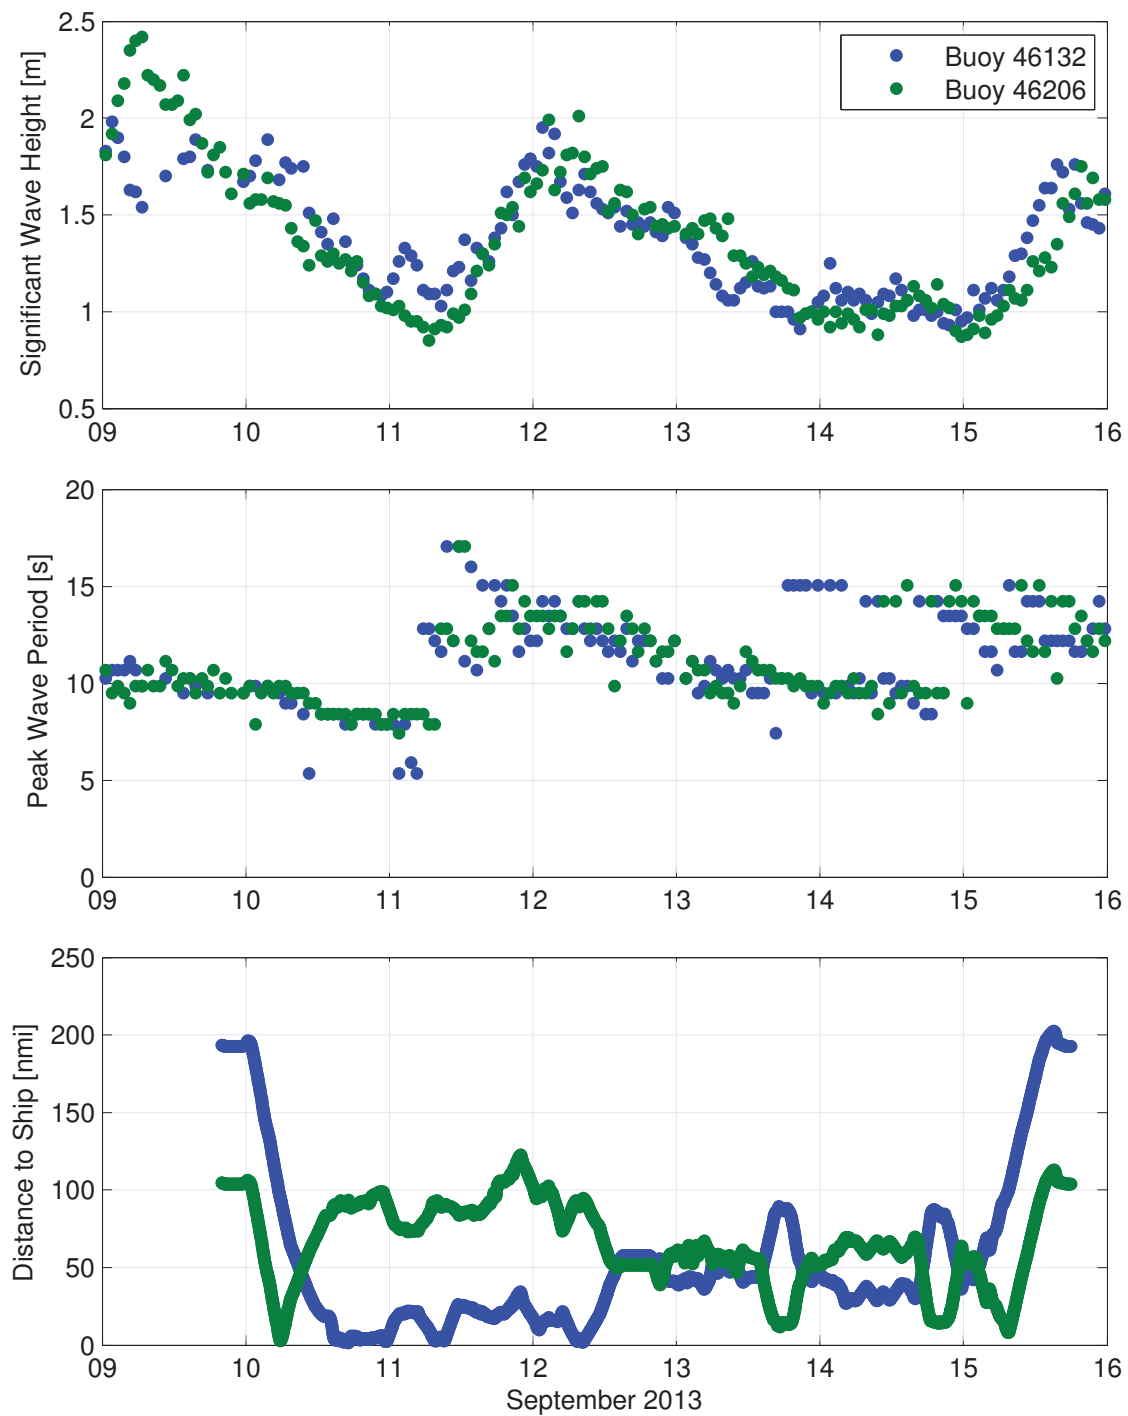 Significant Wave Height [m]
2.5
2
1.5
1
0.5
Buoy 46132
Buoy 46206
09 10 11 12 13 14 15 16
Peak Wave Period [s]
20
15
10
5
0
09 10 11 12 13 14 15 16
Distance to Ship [nmi]
250
200
150
100
50
0
09 10 11 12 13 14 15 16
September 2013